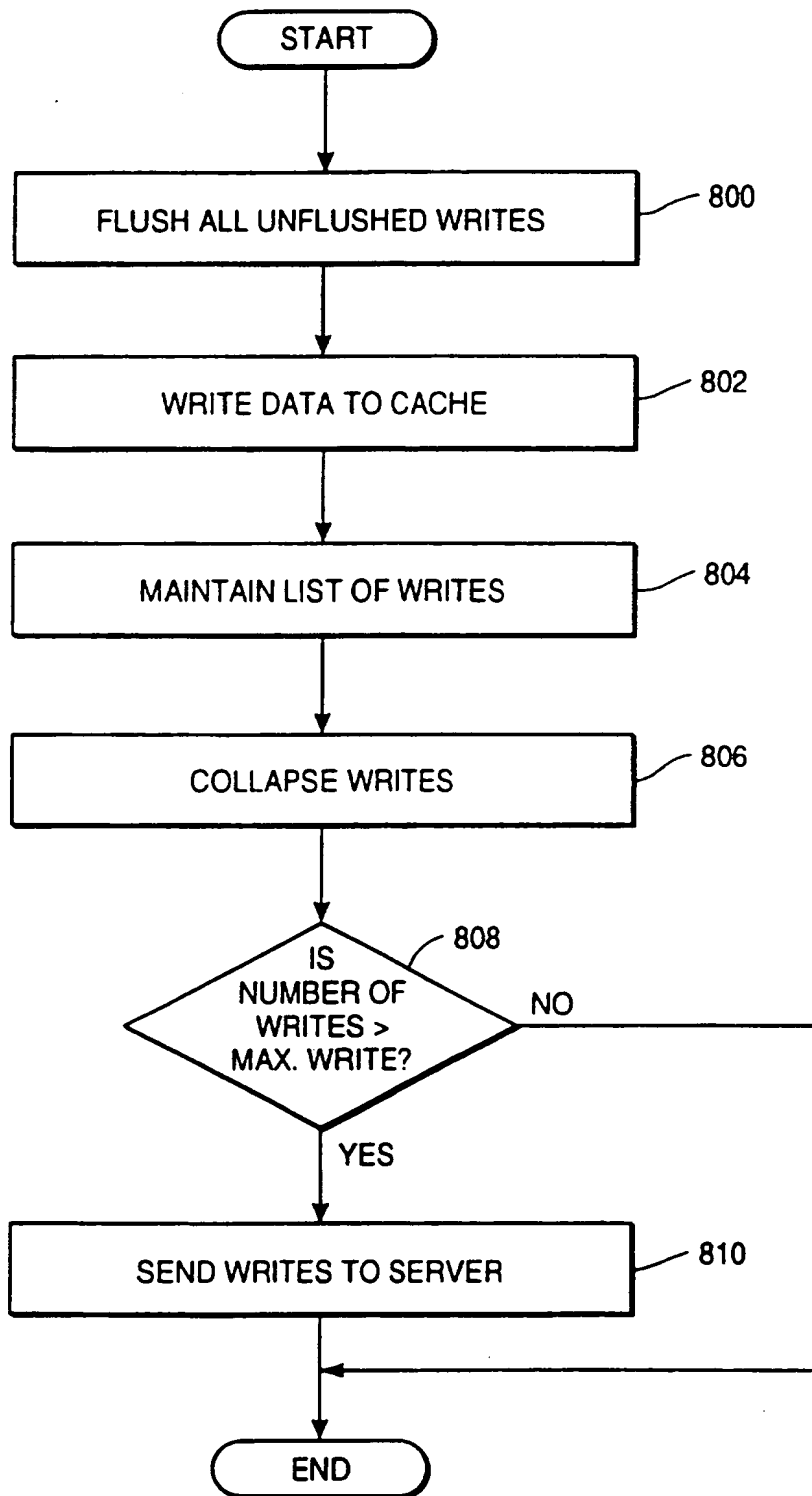 START
FLUSH ALL UNFLUSHED WRITES
800
WRITE DATA TO CACHE
802
MAINTAIN LIST OF WRITES
804
COLLAPSE WRITES
806
808
IS
NUMBER OF
WRITES >
MAX. WRITE?
NO
YES
SEND WRITES TO SERVER
810
END